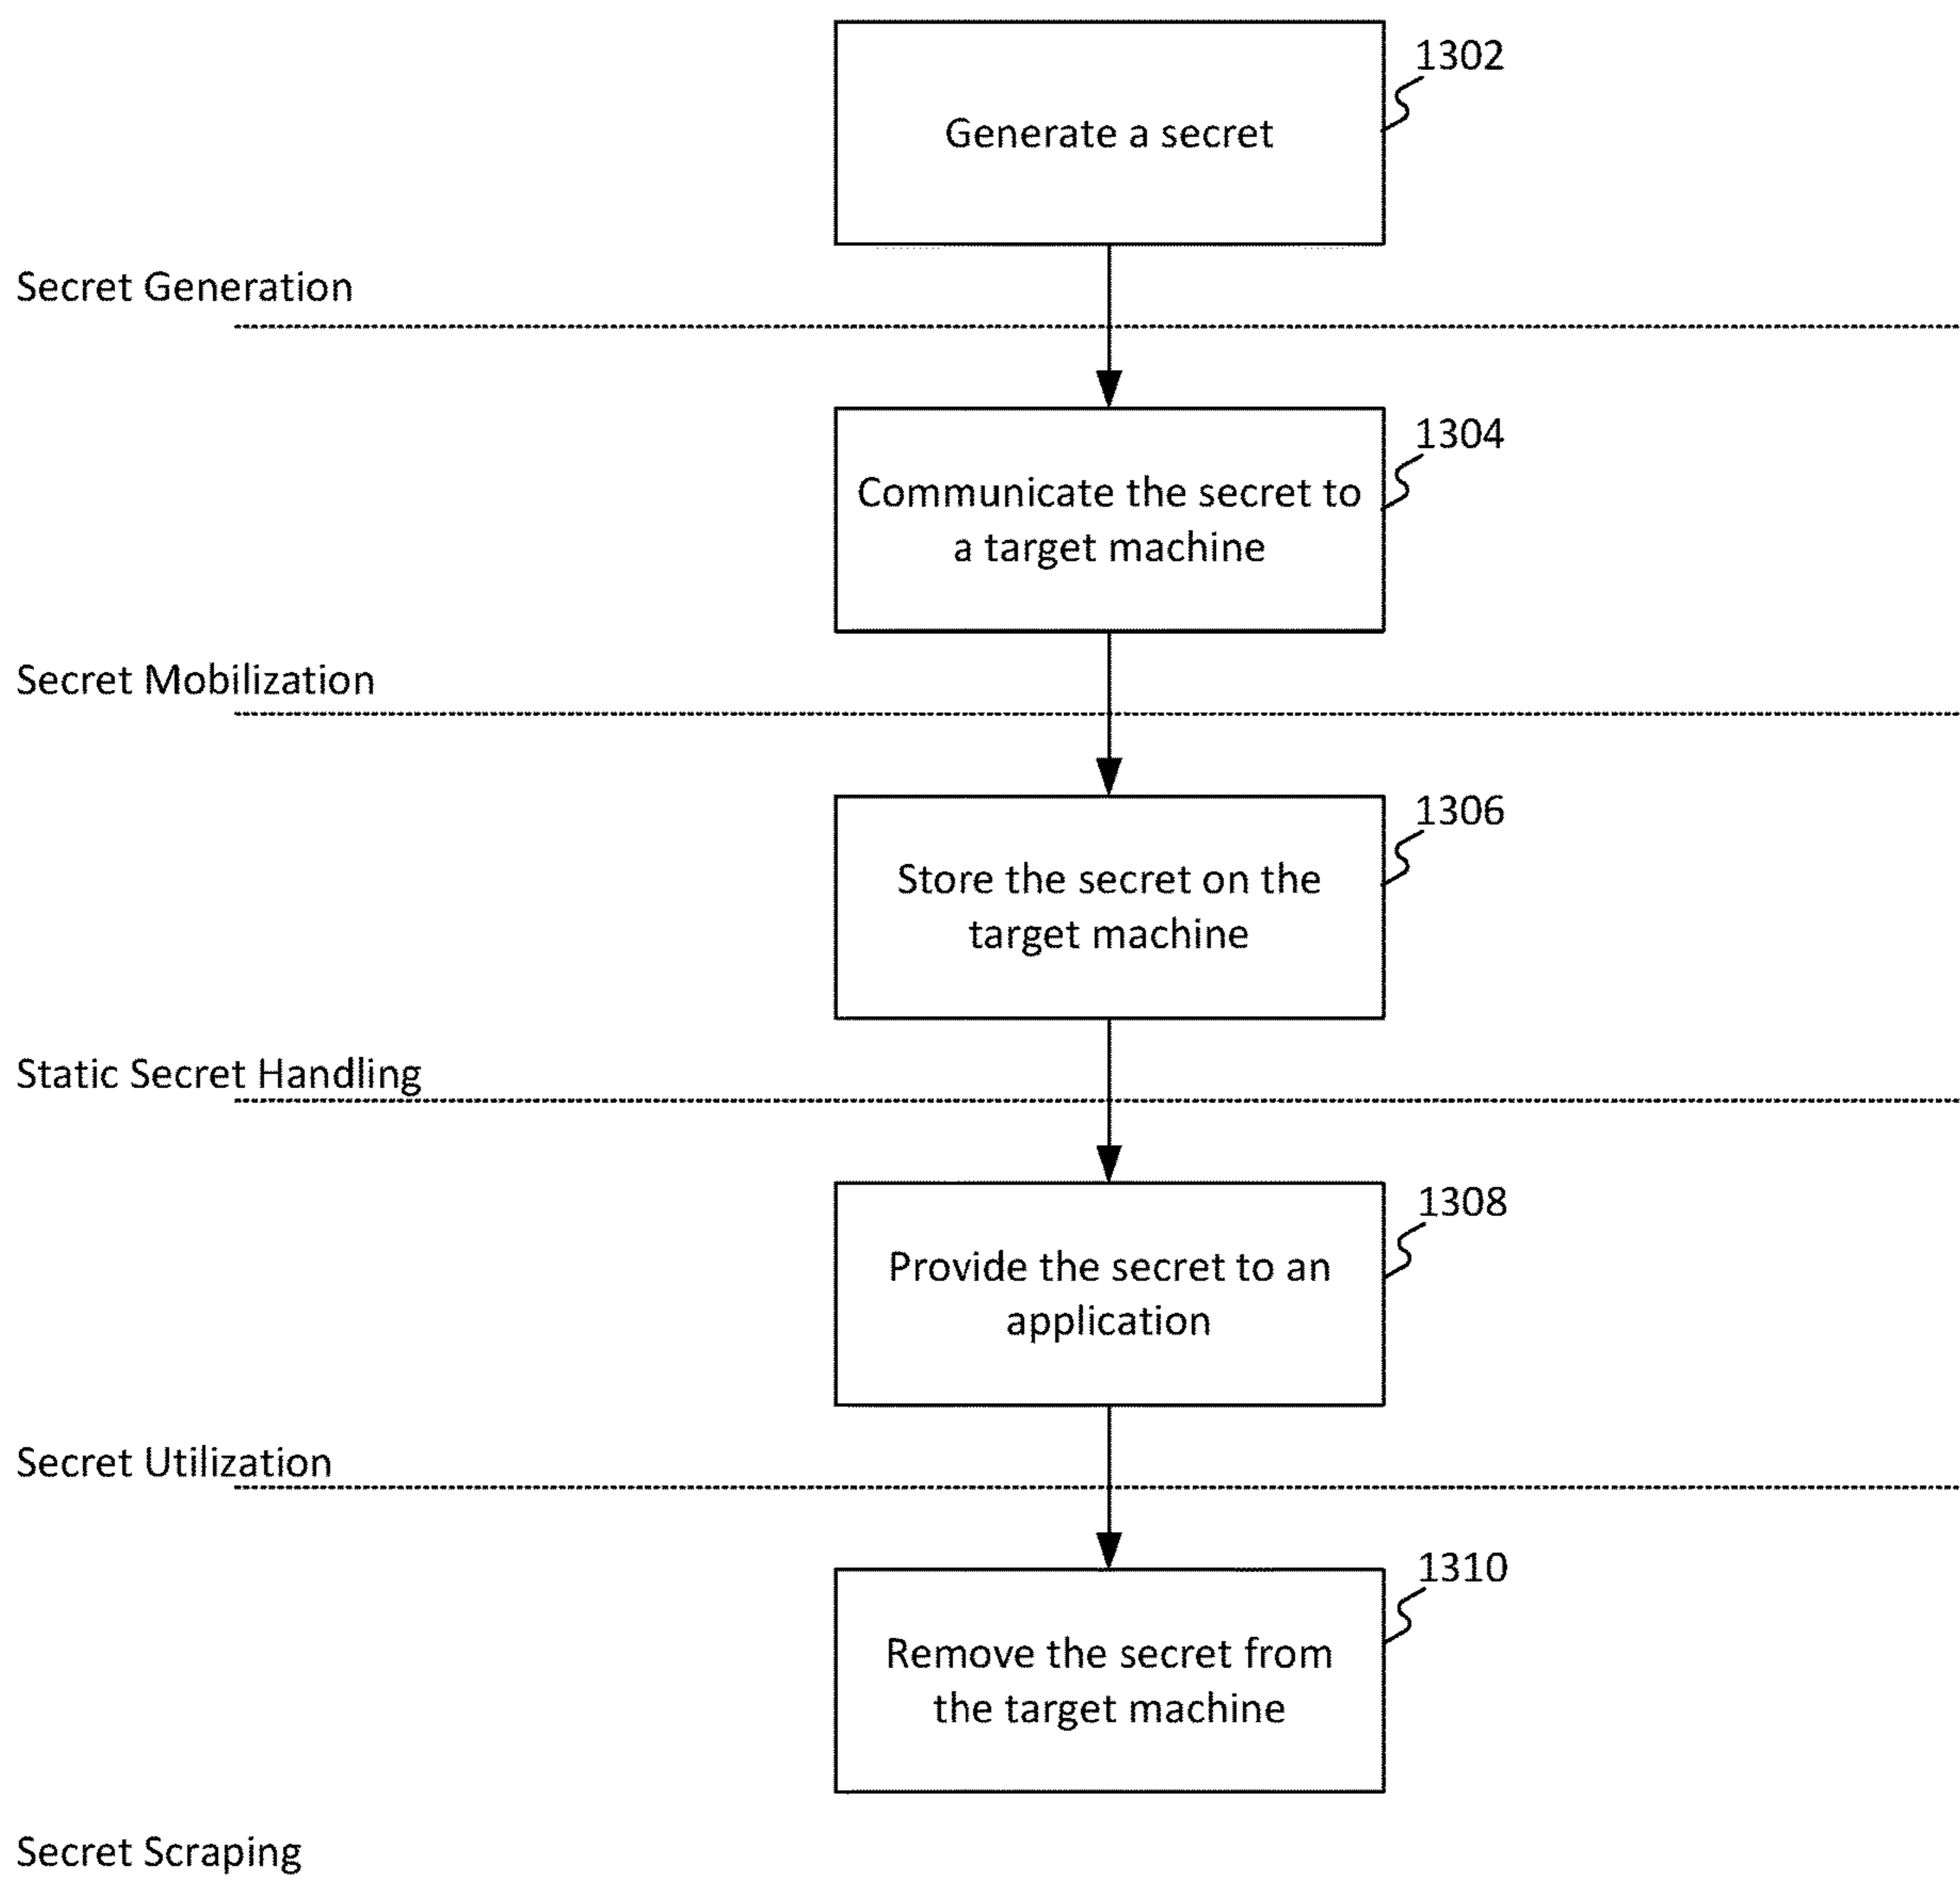 1302
Generate a secret
Secret Generation
1304
Communicate the secret to
a target machine
Secret Mobilization
1306
Store the secret on the
target machine
Static Secret Handling
1308
Provide the secret to an
application
Secret Utilization
1310
Remove the secret from
the target machine
Secret Scraping